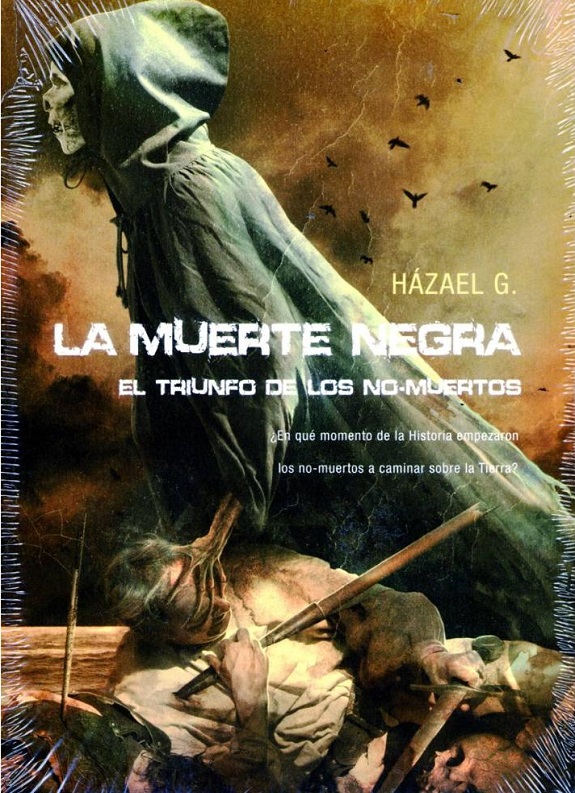 HÁZAEL G.
LA MUERTE NEGRA
EL TRIUNFO DE LOS NO-MUERTOS
¿En qué momento de la Historia empezaron
los no-muertos a caminar sobre la Tierra?